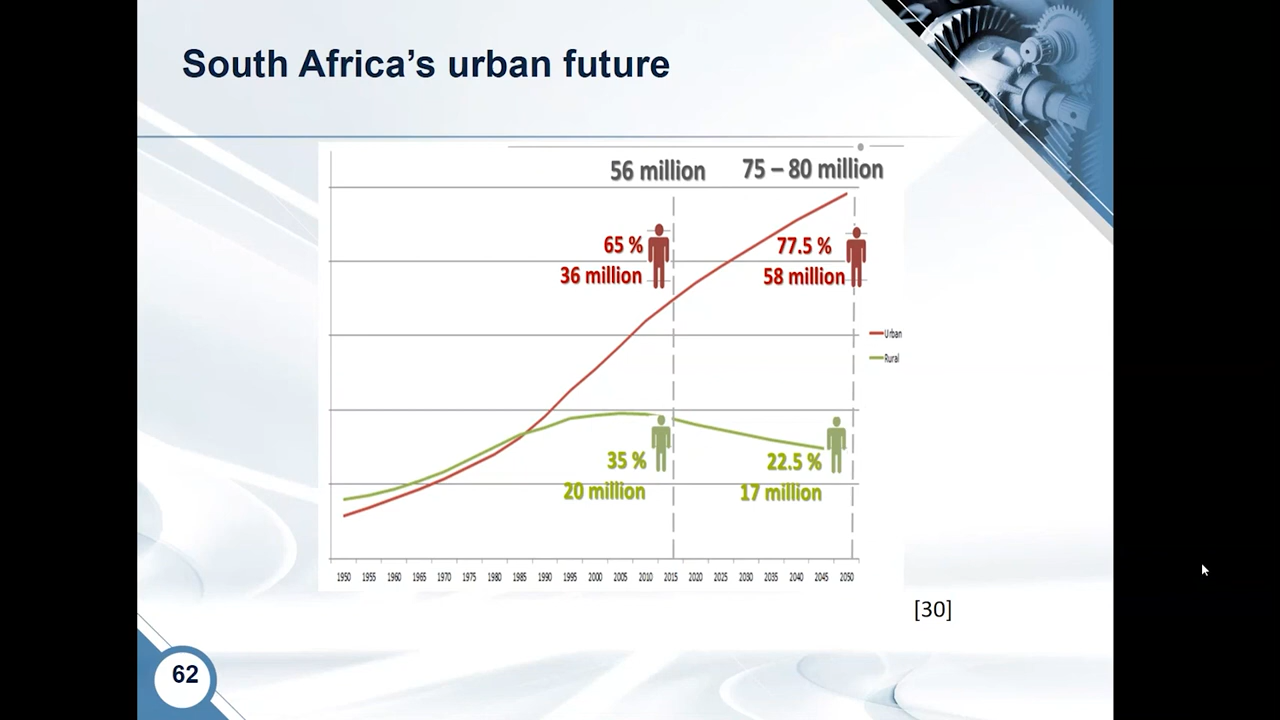 South Africa's urban future
56 million
75 – 80 million
65 %
36 million
77.5 %
58 million
Urban
Rural
35 %
20 million
22.5 %
17 million
1950 1955 1960 1965 1970 1975 1980 1985 1990 1995 2000 2005 2010 2015 2020 2025 2030 2035 2040 2045 2050
[30]
62